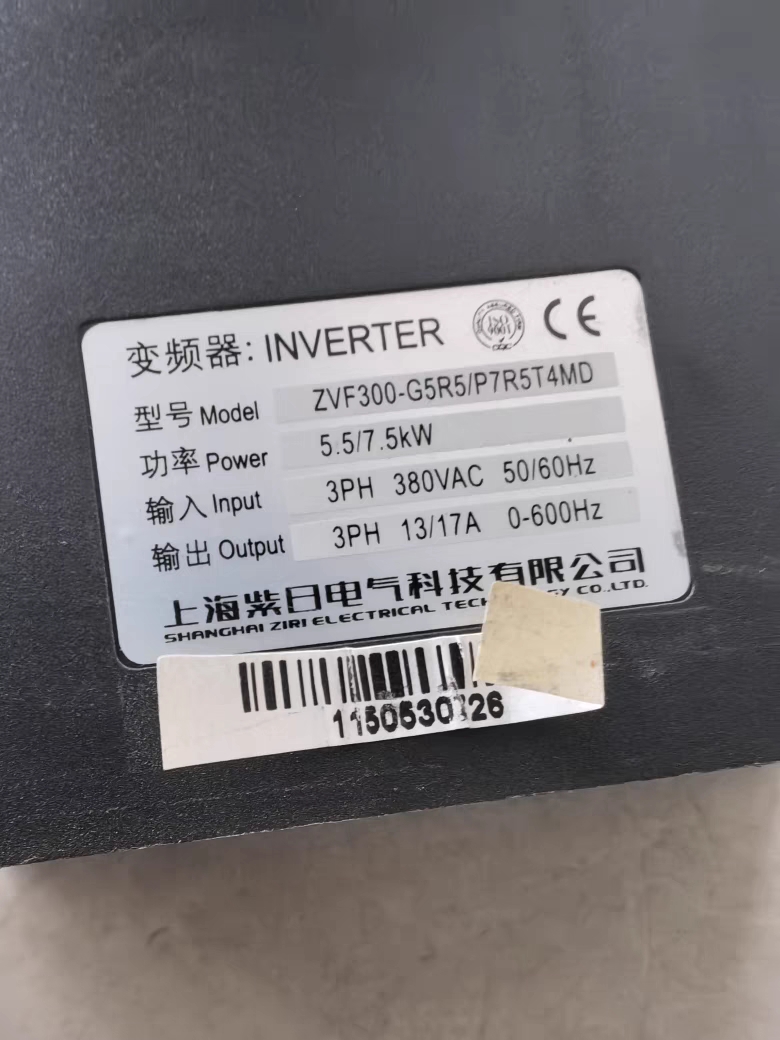 变频器: INVERTER
ISO 9001
CE
型号 Model ZVF300-G5R5/P7R5T4MD
功率 Power 5.5/7.5kW
输入 Input 3PH 380VAC 50/60Hz
输出 Output 3PH 13/17A 0-600Hz
上海紫日电气科技有限公司
SHANGHAI ZIRI ELECTRICAL CO.,LTD.